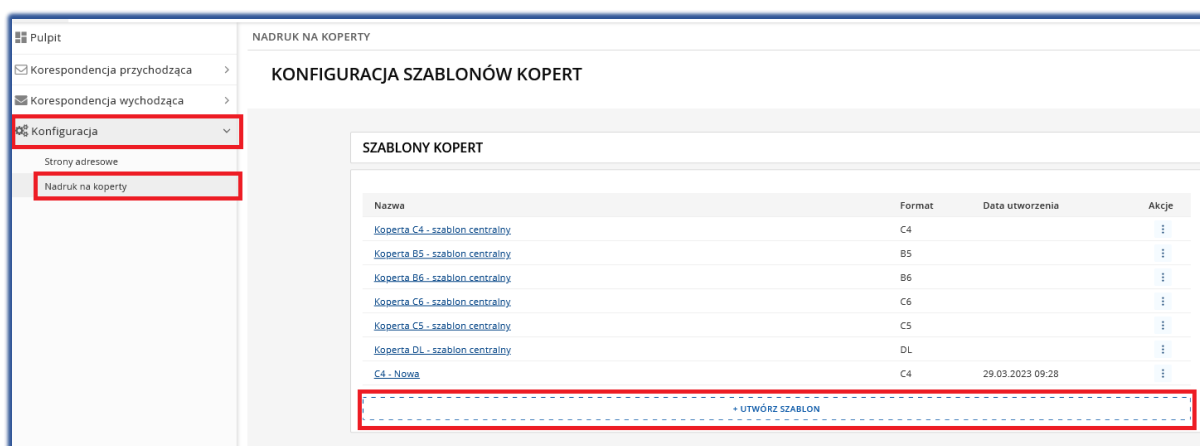 Pulpit
Korespondencja przychodząca
Korespondencja wychodząca
Konfiguracja
Strony adresowe
Nadruk na koperty
NADRUK NA KOPERTY
KONFIGURACJA SZABLONÓW KOPERT
SZABLONY KOPERT
Nazwa Format Data utworzenia Akcje
Koperta C4 - szablon centralny C4
Koperta B5 - szablon centralny B5
Koperta B6 - szablon centralny B6
Koperta C6 - szablon centralny C6
Koperta C5 - szablon centralny C5
Koperta DL - szablon centralny DL
C4 - Nowa C4 29.03.2023 09:28
+ UTWÓRZ SZABLON